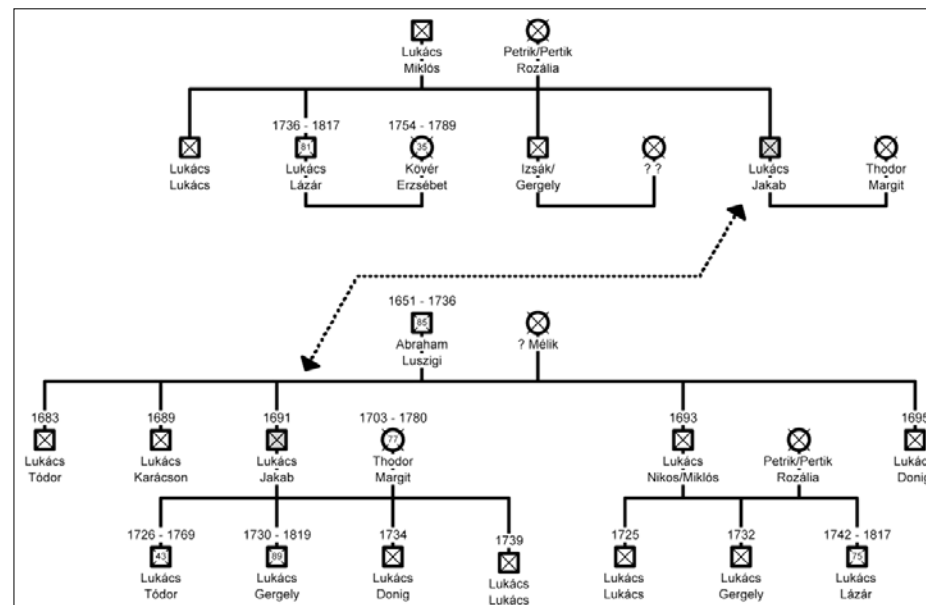 Lukács
Miklós
Petrik/Pertik
Rozália
Lukács
Lukács
1736 - 1817
81
Lukács
Lázár
1754 - 1789
35
Kövér
Erzsébet
Izsák/
Gergely
? ?
Lukács
Jakab
Thodor
Margit
1651 - 1736
85
Abraham
Luszigi
? Mélik
1683
Lukács
Tódor
1689
Lukács
Karácson
1691
Lukács
Jakab
1703 - 1780
77
Thodor
Margit
1693
Lukács
Nikos/Miklós
Petrik/Pertik
Rozália
1695
Lukács
Donig
1726 - 1769
43
Lukács
Tódor
1730 - 1819
89
Lukács
Gergely
1734
Lukács
Donig
1739
Lukács
Lukács
1725
Lukács
Lukács
1732
Lukács
Gergely
1742 - 1817
75
Lukács
Lázár